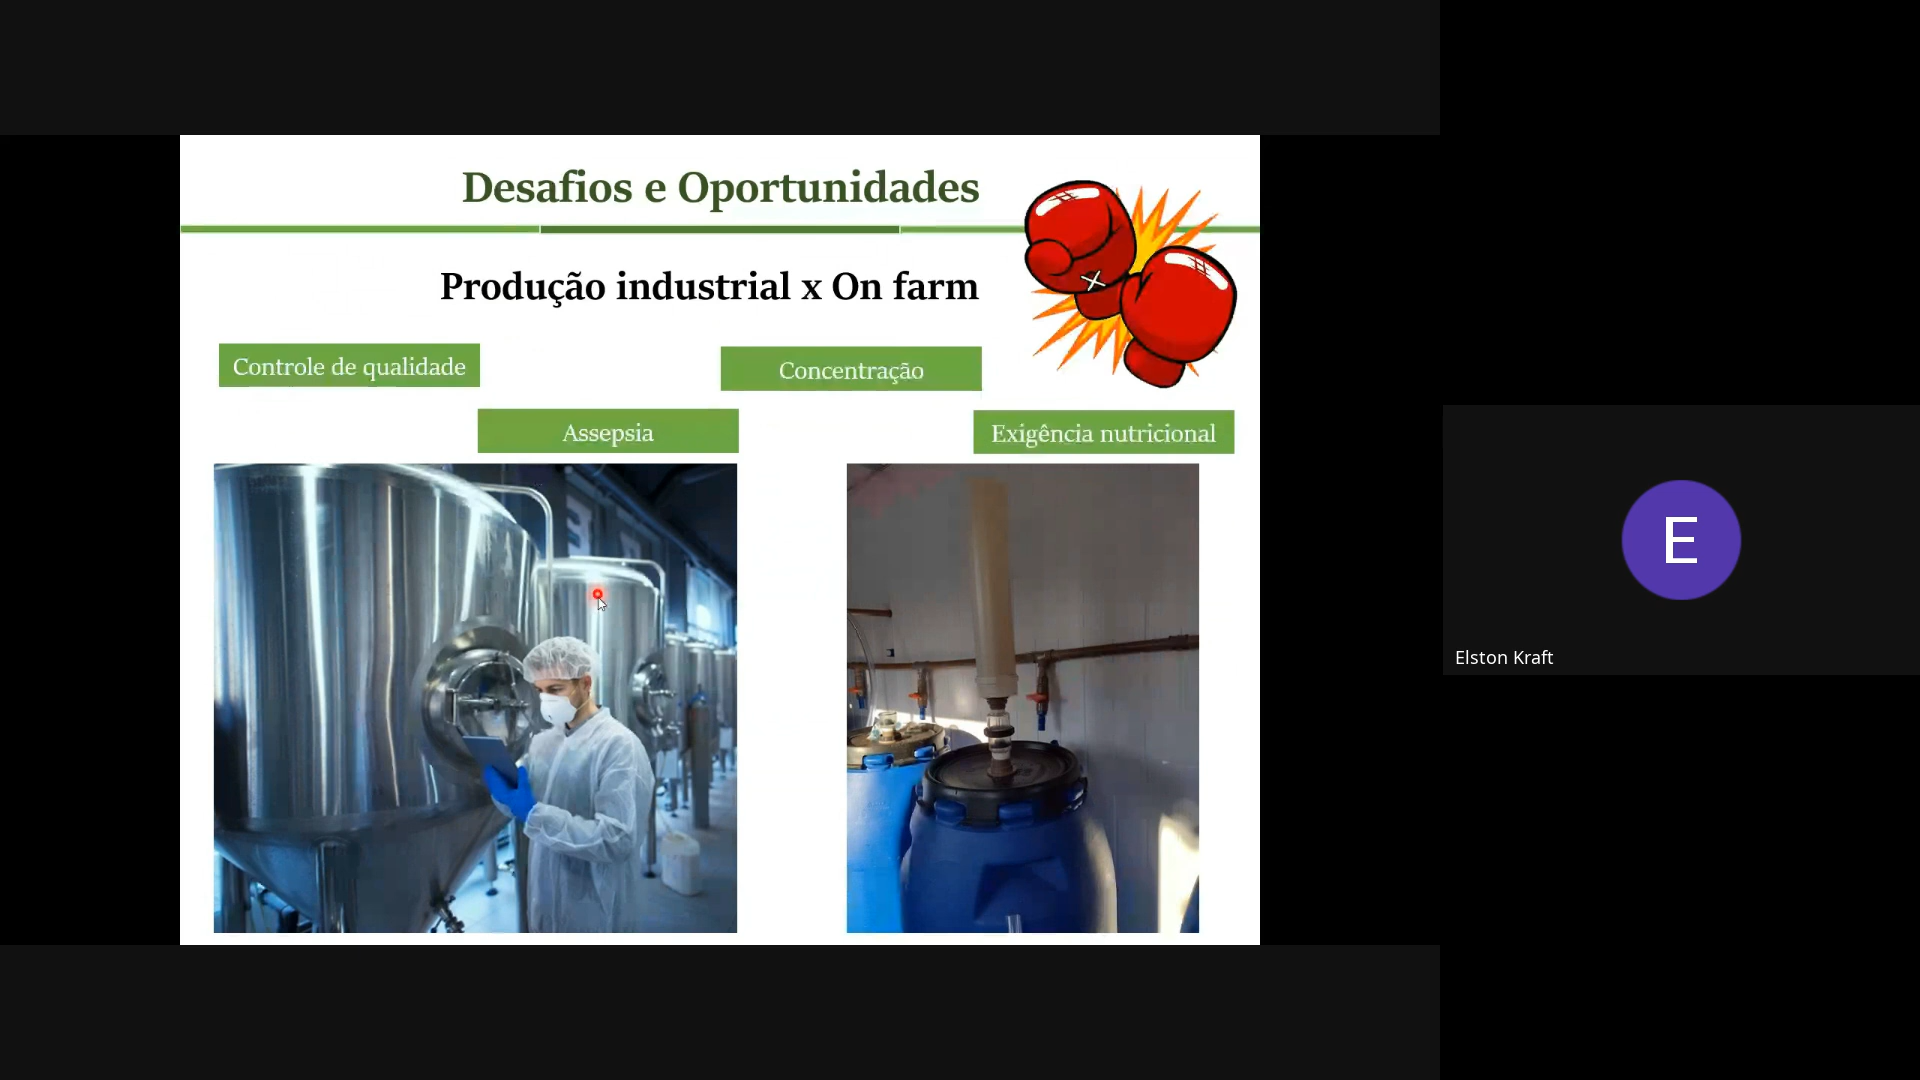 Desafios e Oportunidades
Produção industrial x On farm
Controle de qualidade
Concentração
Assepsia
Exigência nutricional
E
Elston Kraft